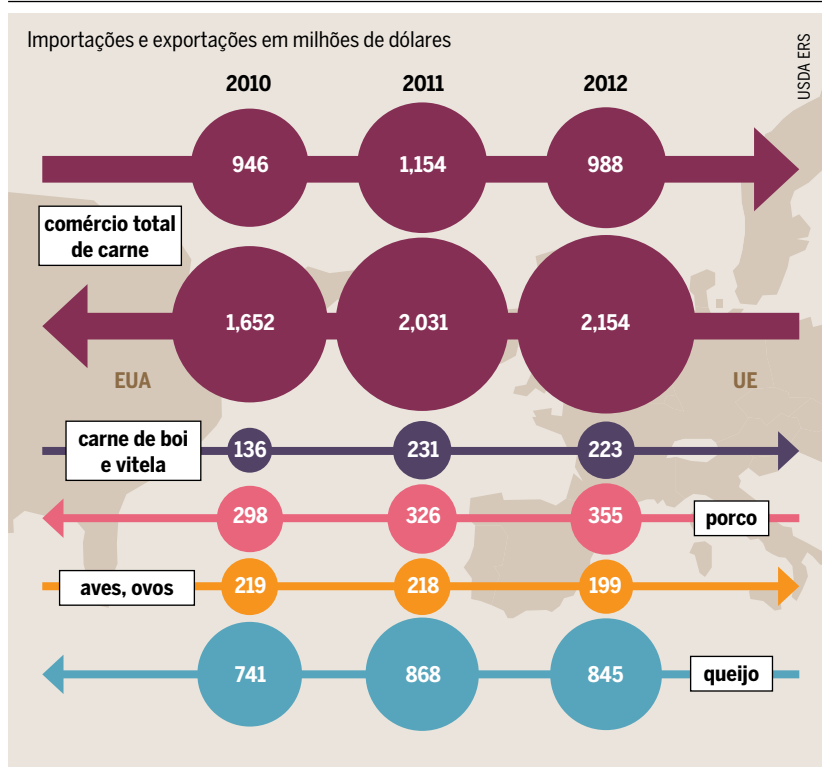 Importações e exportações em milhões de dólares
USDA ERS
2010 2011 2012
946 1,154 988
comércio total
de carne
1,652 2,031 2,154
EUA UE
carne de boi
e vitela
136 231 223
298 326 355 porco
aves, ovos 219 218 199
741 868 845 queijo